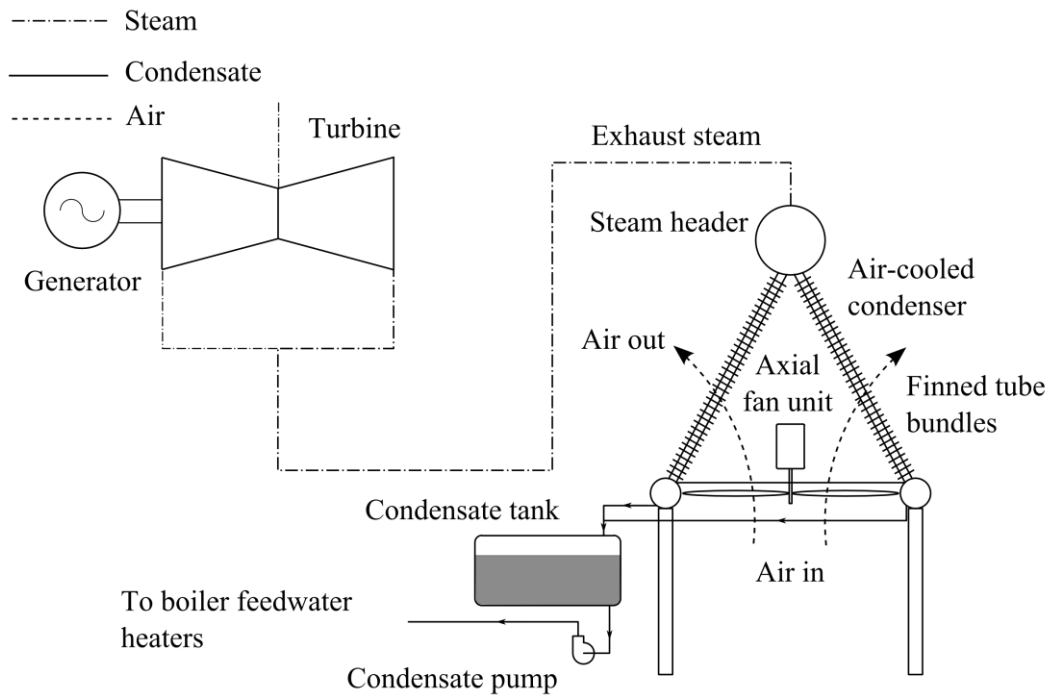 Steam
Condensate
Air
Turbine
Generator
Exhaust steam
Steam header
Air-cooled
condenser
Air out
Axial
fan unit
Finned tube
bundles
Condensate tank
Air in
To boiler feedwater
heaters
Condensate pump